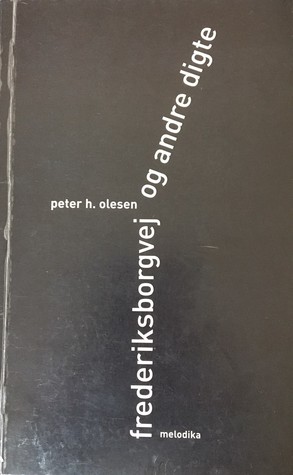 peter h. olesen
frederiksborgvej og andre digte
melodika